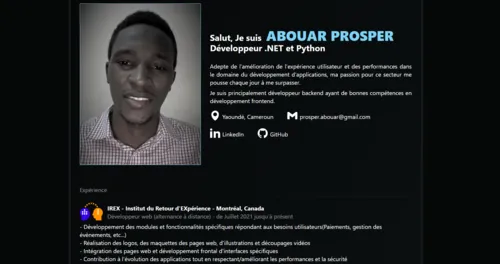 Salut, Je suis ABOUAR PROSPER
Développeur .NET et Python
Adepte de l'amélioration de l'expérience utilisateur et des performances dans
le domaine du développement d'applications, ma passion pour ce secteur me
pousse chaque jour à me surpasser.
Je suis principalement développeur backend ayant de bonnes compétences en
développement frontend.
Yaoundé, Cameroun prosper.abouar@gmail.com
LinkedIn GitHub
Expérience
IREX - Institut du Retour d'EXpérience - Montréal, Canada
Développeur web (alternance à distance) - de Juillet 2021 jusqu'à présent
- Développement des modules et fonctionnalités spécifiques répondant aux besoins utilisateurs(Paiements, gestion des
évènements, etc...)
- Réalisation des logos, des maquettes des pages web, d'illustrations et découpages vidéos
- Intégration des pages web et développement frontal d'interfaces spécifiques
- Contribution à l'évolution des applications tout en respectant/améliorant les performances et la sécurité